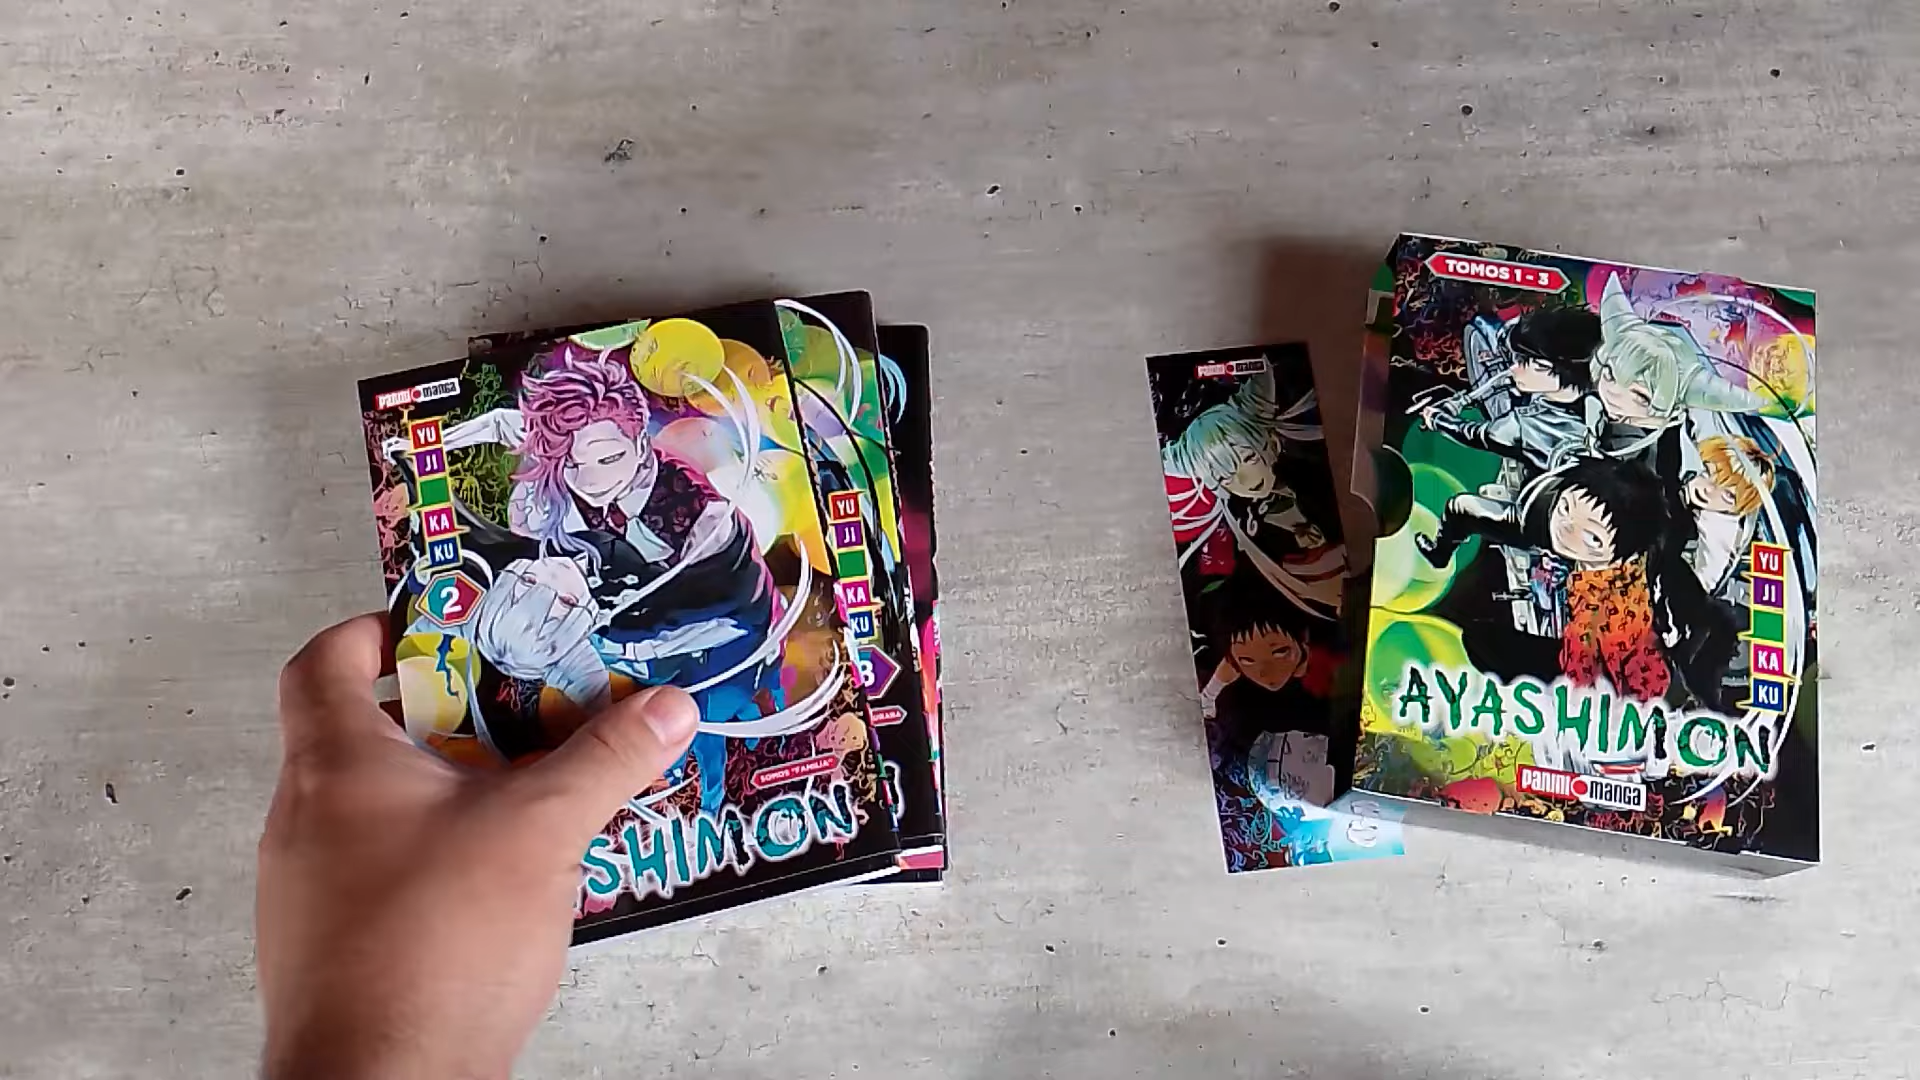 PANINI manga
YU
JI
KA
KU
2
SOMOS "FAMILIA"
SHIMON
YU
JI
KA
KU
3
PANINI manga
TOMOS 1 - 3
YU
JI
KA
KU
AYASHIMON
PANINI manga